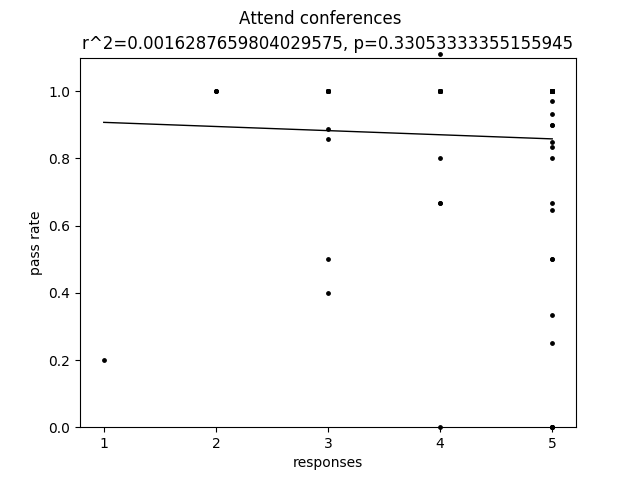 Attend conferences
r^2=0.0016287659804029575, p=0.33053333355155945
1.0
0.8
0.6
0.4
0.2
0.0
pass rate
1 2 3 4 5
responses